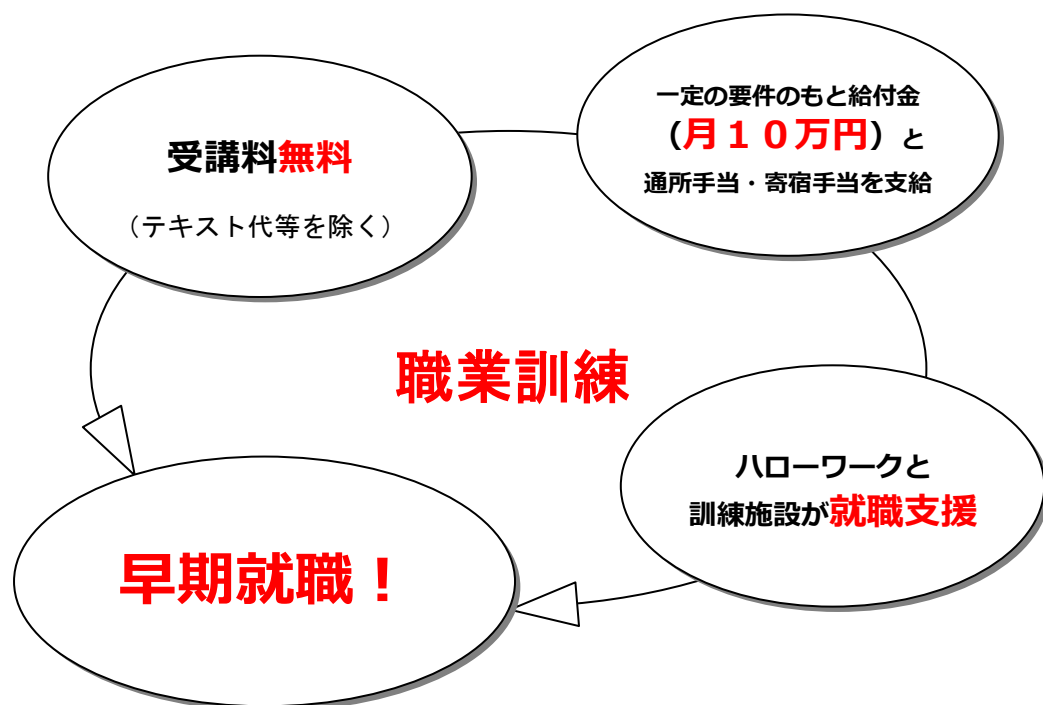 受講料無料
（テキスト代等を除く）
一定の要件のもと給付金
（月１０万円）と
通所手当・寄宿手当を支給
職業訓練
ハローワークと
訓練施設が就職支援
早期就職！